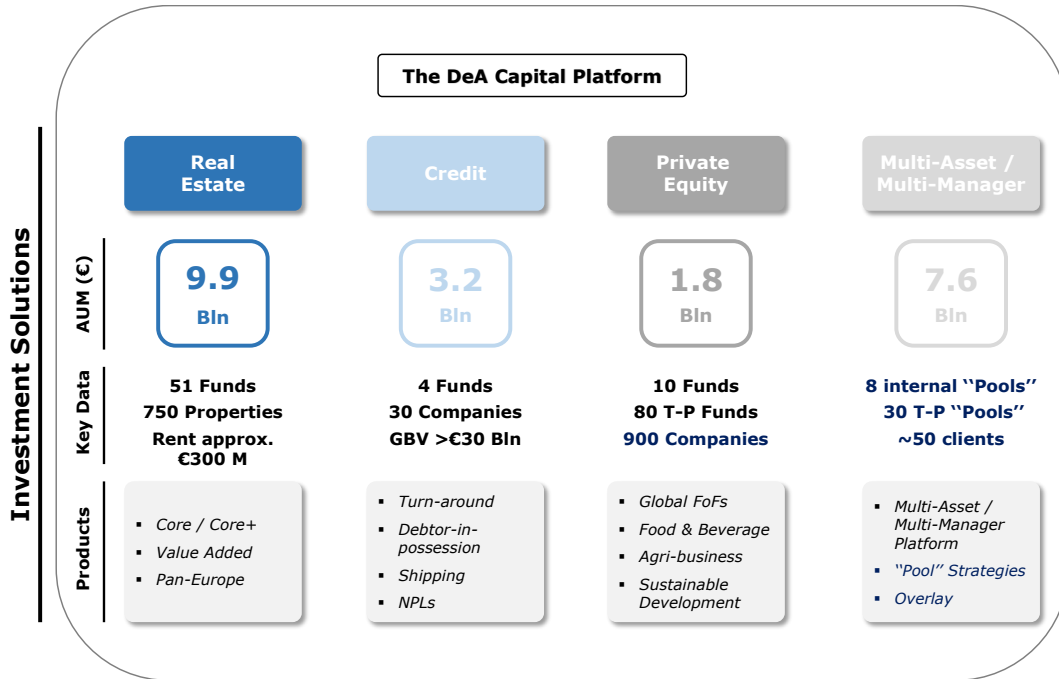 The DeA Capital Platform
Investment Solutions
Real
Estate
Credit
Private
Equity
Multi-Asset /
Multi-Manager
AUM (€)
9.9
Bln
3.2
Bln
1.8
Bln
7.6
Bln
Key Data
51 Funds
750 Properties
Rent approx.
€300 M
4 Funds
30 Companies
GBV >€30 Bln
10 Funds
80 T-P Funds
900 Companies
8 internal “Pools”
30 T-P “Pools”
~50 clients
Products
▪ Core / Core+
▪ Value Added
▪ Pan-Europe
▪ Turn-around
▪ Debtor-in-
possession
▪ Shipping
▪ NPLs
▪ Global FoFs
▪ Food & Beverage
▪ Agri-business
▪ Sustainable
Development
▪ Multi-Asset /
Multi-Manager
Platform
▪ “Pool” Strategies
▪ Overlay